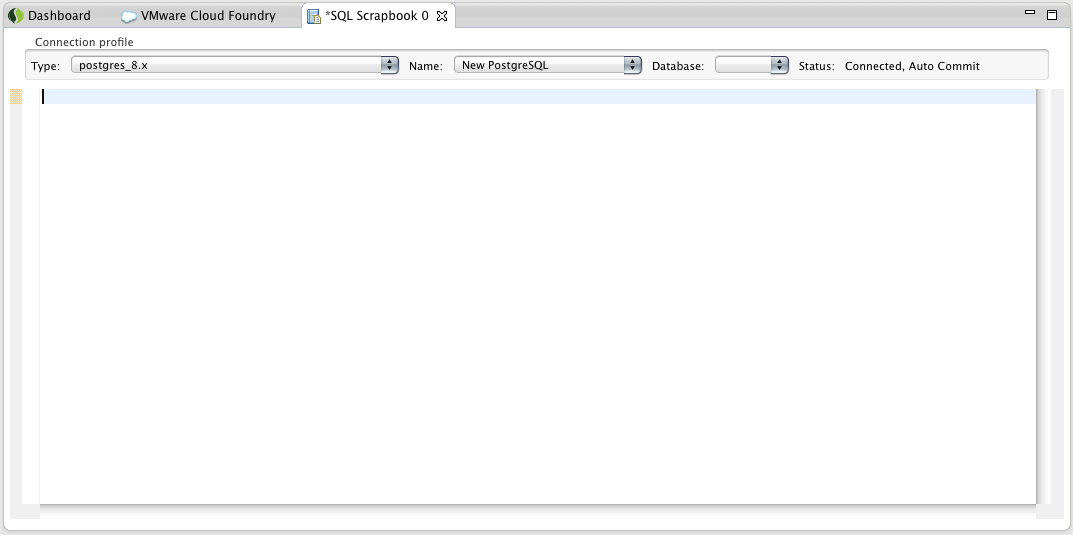 Dashboard VMware Cloud Foundry *SQL Scrapbook 0
Connection profile
Type: postgres_8.x Name: New PostgreSQL Database: Status: Connected, Auto Commit